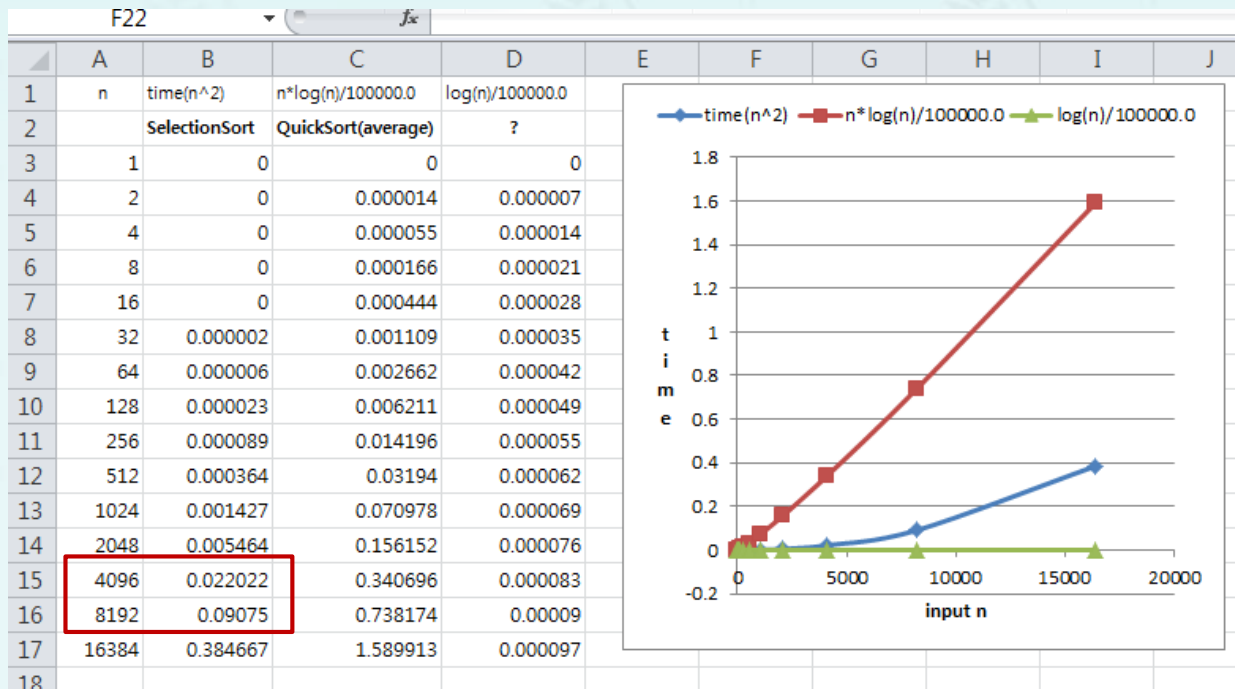 F22 fx
A B C D E F G H I J
1 n time(n^2) n*log(n)/100000.0 log(n)/100000.0
2 SelectionSort QuickSort(average) ?
3 1 0 0 0
4 2 0 0.000014 0.000007
5 4 0 0.000055 0.000014
6 8 0 0.000166 0.000021
7 16 0 0.000444 0.000028
8 32 0.000002 0.001109 0.000035
9 64 0.000006 0.002662 0.000042
10 128 0.000023 0.006211 0.000049
11 256 0.000089 0.014196 0.000055
12 512 0.000364 0.03194 0.000062
13 1024 0.001427 0.070978 0.000069
14 2048 0.005464 0.156152 0.000076
15 4096 0.022022 0.340696 0.000083
16 8192 0.09075 0.738174 0.00009
17 16384 0.384667 1.589913 0.000097
18
time(n^2) n*log(n)/100000.0 log(n)/100000.0
1.8
1.6
1.4
1.2
1
0.8
0.6
0.4
0.2
0
-0.2
time
0 5000 10000 15000 20000
input n